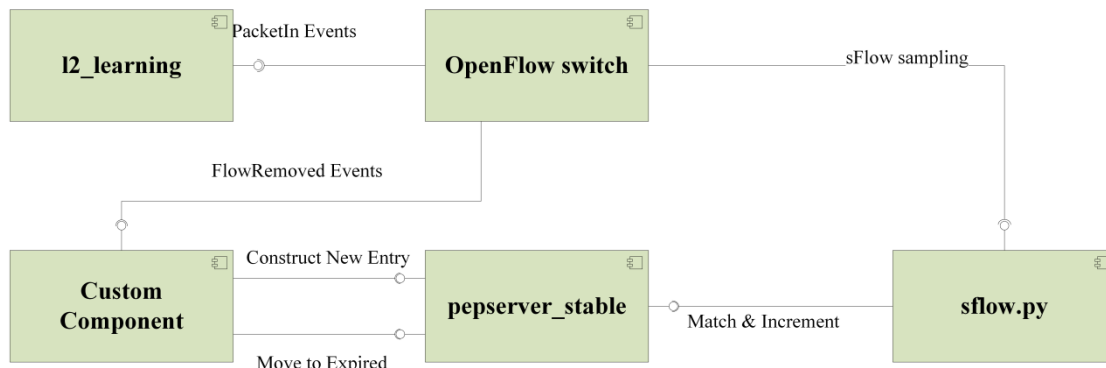 PacketIn Events
l2_learning
OpenFlow switch
sFlow sampling
FlowRemoved Events
Construct New Entry
Custom
Component
pepserver_stable
Match & Increment
sflow.py
Move to Expired